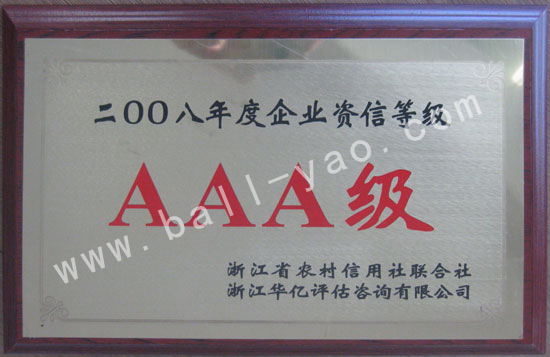 二OO八年度企业资信等级
AAA级
浙江省农村信用社联合社
浙江华亿评估咨询有限公司
www.ball-yao.com